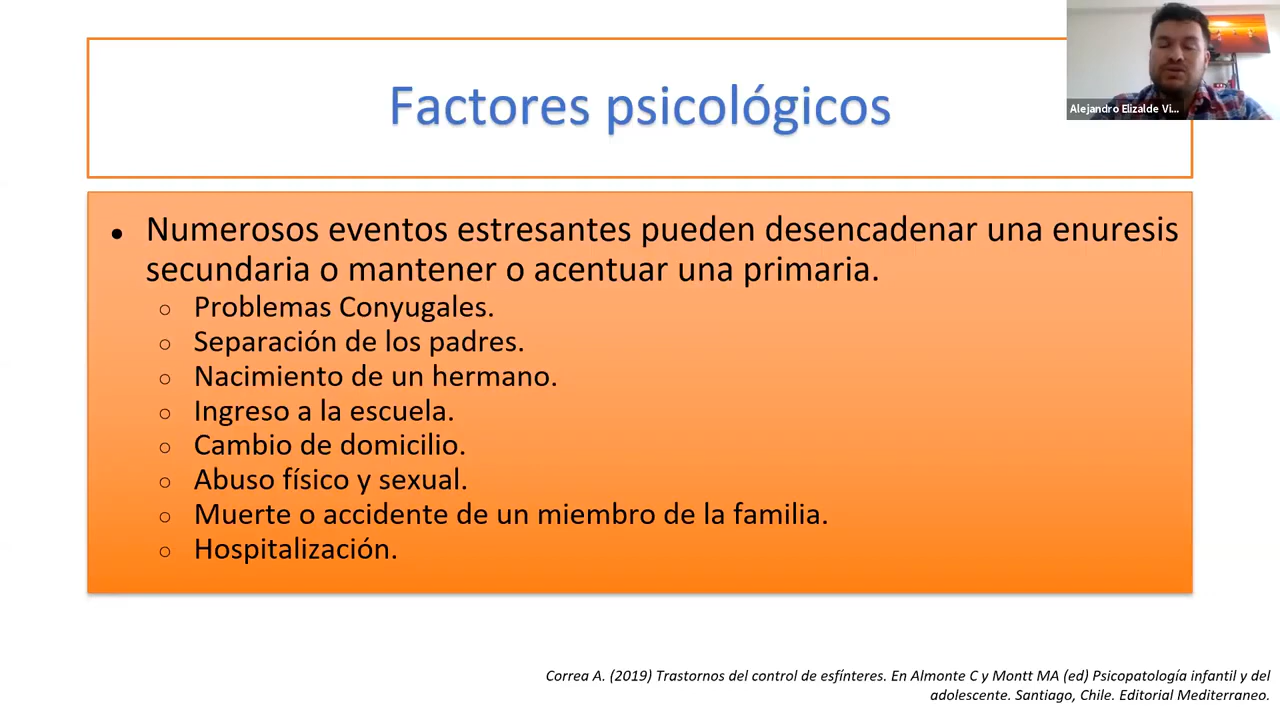 Factores psicológicos
Alejandro Elizalde Vi...
• Numerosos eventos estresantes pueden desencadenar una enuresis
secundaria o mantener o acentuar una primaria.
○ Problemas Conyugales.
○ Separación de los padres.
○ Nacimiento de un hermano.
○ Ingreso a la escuela.
○ Cambio de domicilio.
○ Abuso físico y sexual.
○ Muerte o accidente de un miembro de la familia.
○ Hospitalización.
Correa A. (2019) Trastornos del control de esfínteres. En Almonte C y Montt MA (ed) Psicopatología infantil y del
adolescente. Santiago, Chile. Editorial Mediterraneo.